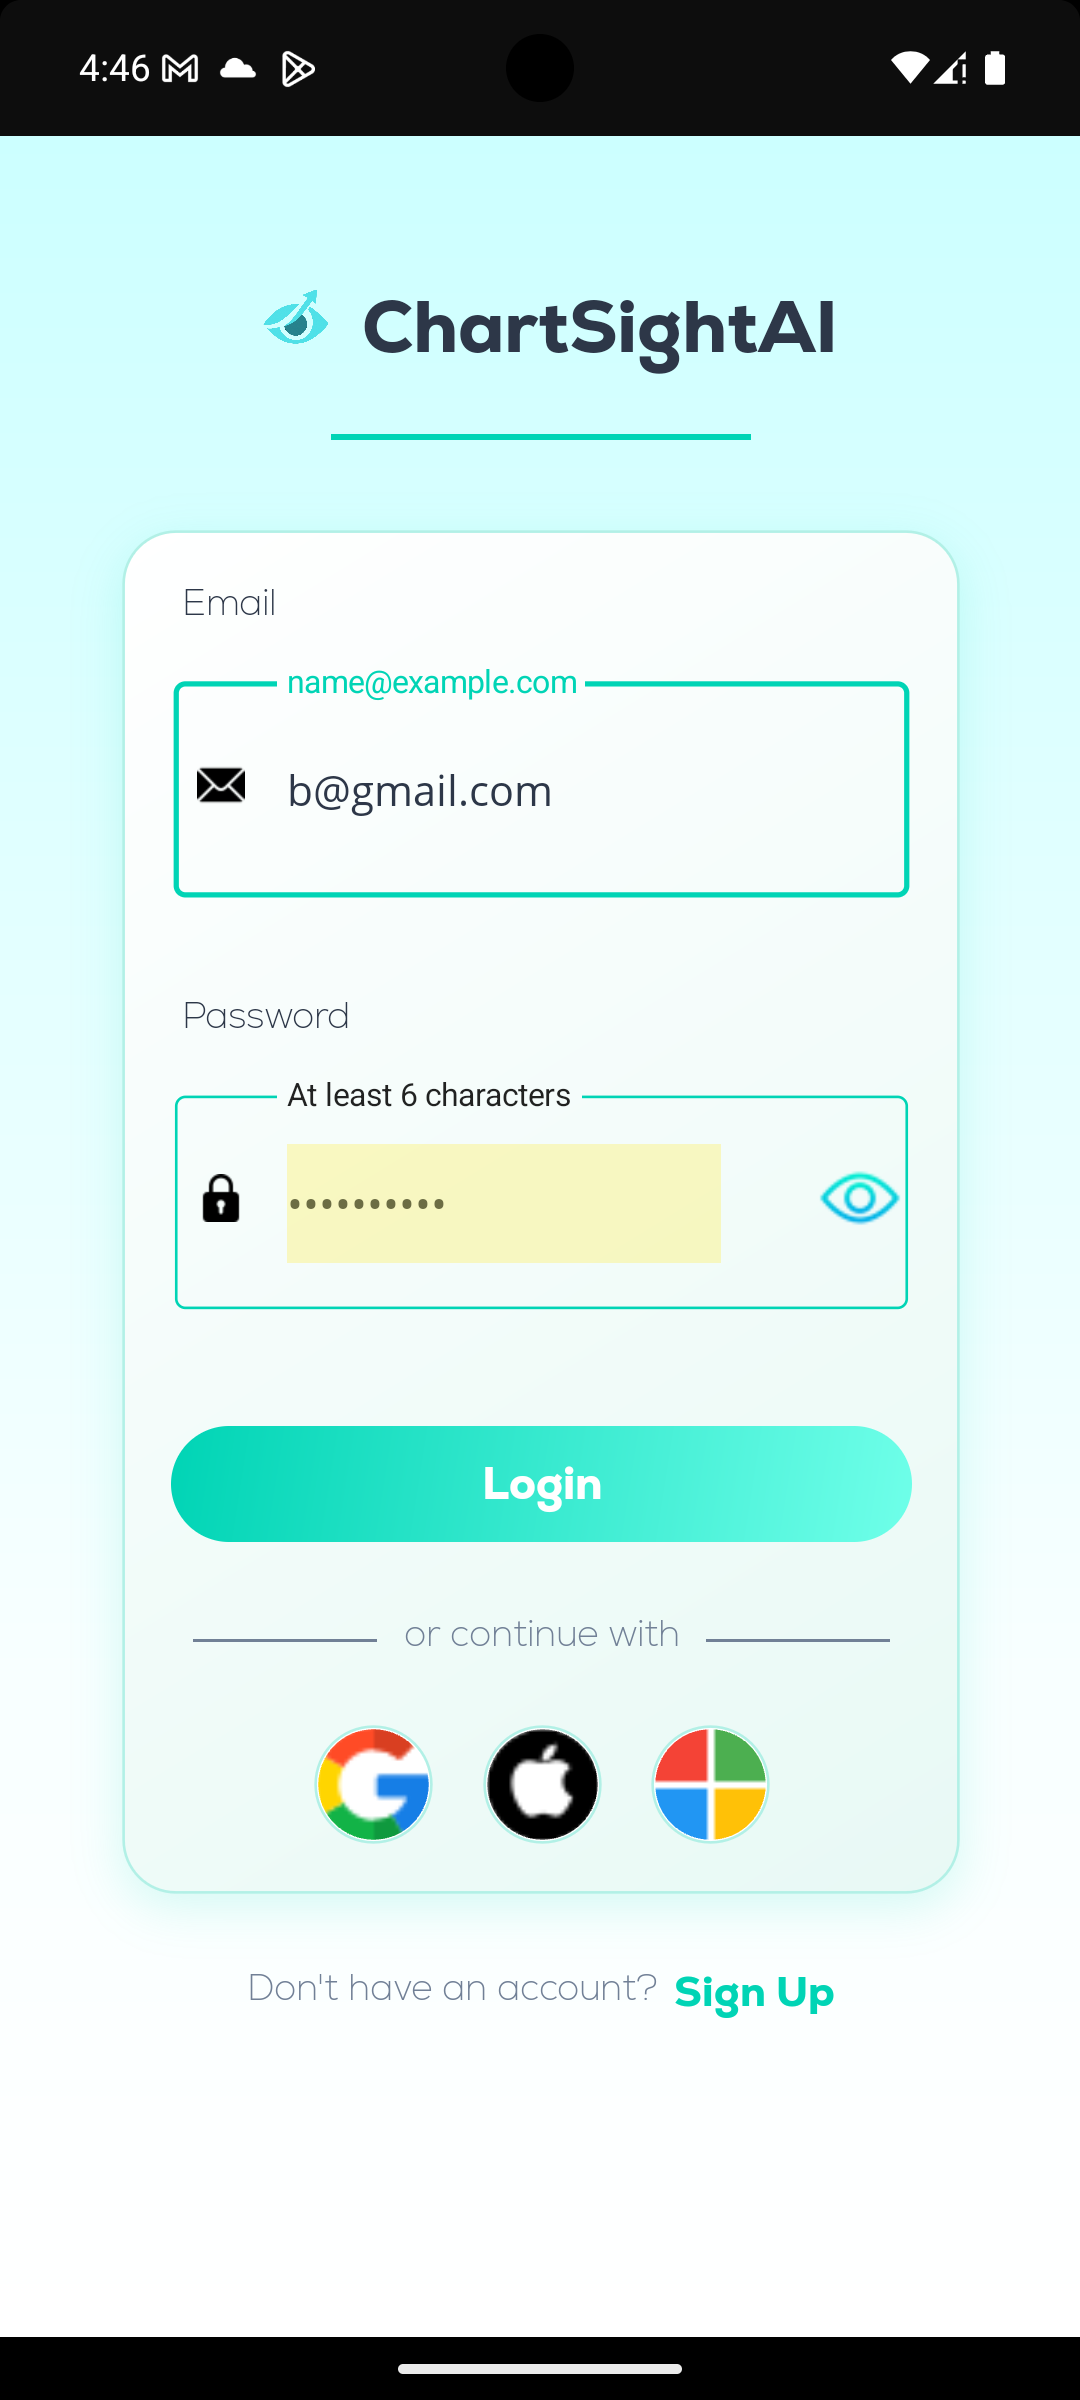 4:46
ChartSightAI
Email
name@example.com
b@gmail.com
Password
At least 6 characters
••••••••••
Login
or continue with
Don't have an account? Sign Up